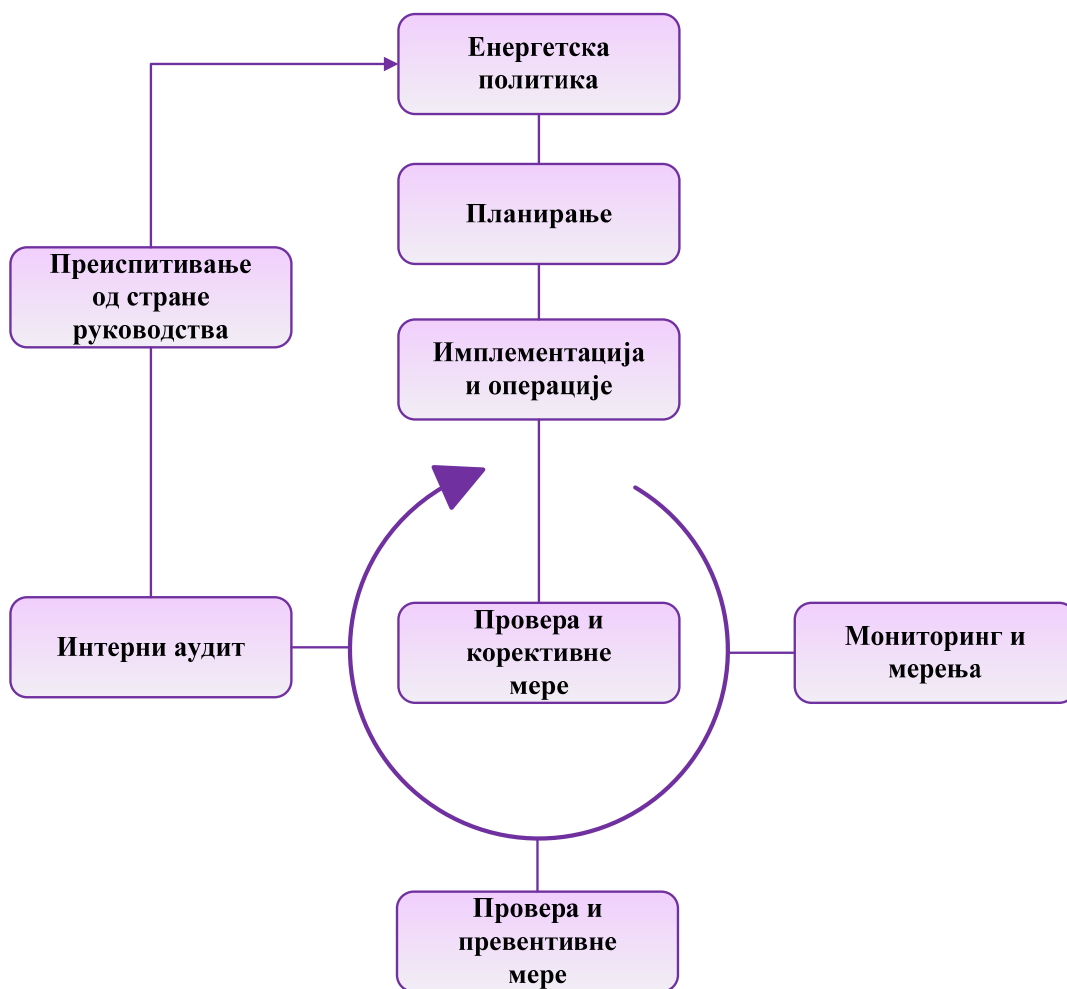 Енергетска
политика
Планирање
Преиспитивање
од стране
руководства
Имплементација
и операције
Интерни аудит
Провера и
корективне
мере
Мониторинг и
мерења
Провера и
превентивне
мере